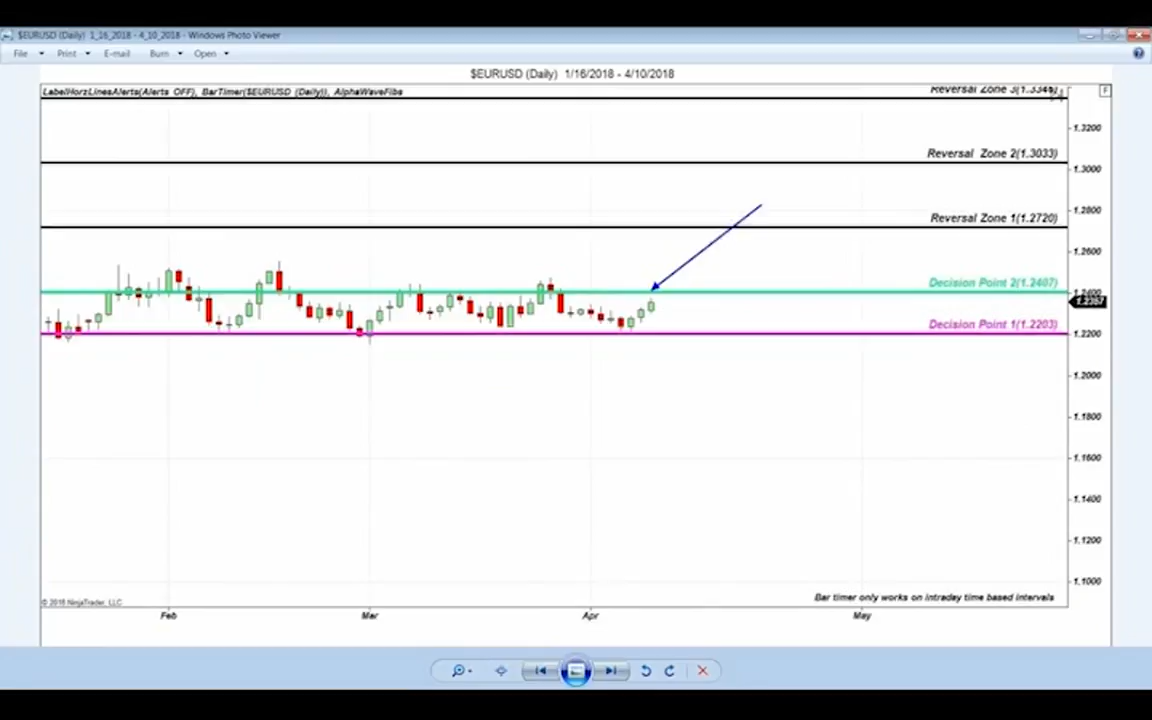 $EURUSD (Daily) 1_16_2018 - 4_10_2018 - Windows Photo Viewer
File Print E-mail Burn Open
$EURUSD (Daily) 1/16/2018 - 4/10/2018
LabelHorzLinesAlerts(Alerts OFF), BarTimer($EURUSD (Daily)), AlphaWaveFibs
Reversal Zone 3(1.3346)
F
1.3200
Reversal Zone 2(1.3033)
1.3000
1.2800
Reversal Zone 1(1.2720)
1.2600
Decision Point 2(1.2407)
1.2400
Decision Point 1(1.2203)
1.2200
1.2000
1.1800
1.1600
1.1400
1.1200
1.1000
Bar timer only works on intraday time based intervals
© 2018 NinjaTrader, LLC
Feb Mar Apr May